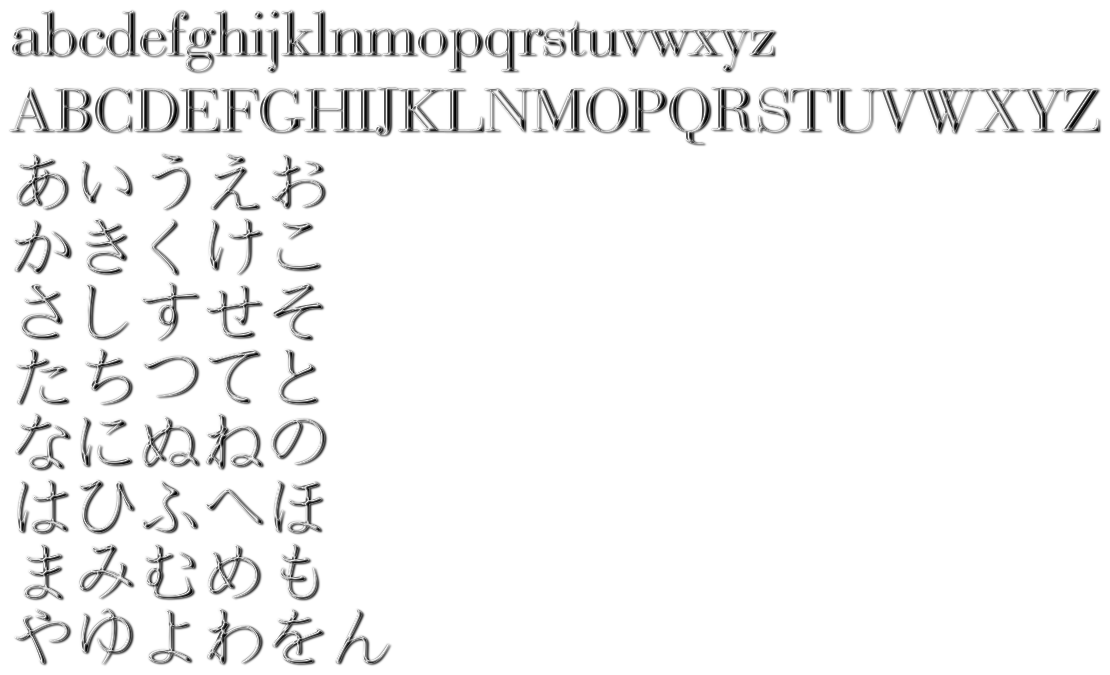 abcdefghijklnmopqrstuvwxyz
ABCDEFGHIJKLNMOPQRSTUVWXYZ
あいうえお
かきくけこ
さしすせそ
たちつてと
なにぬねの
はひふへほ
まみむめも
やゆよわをん